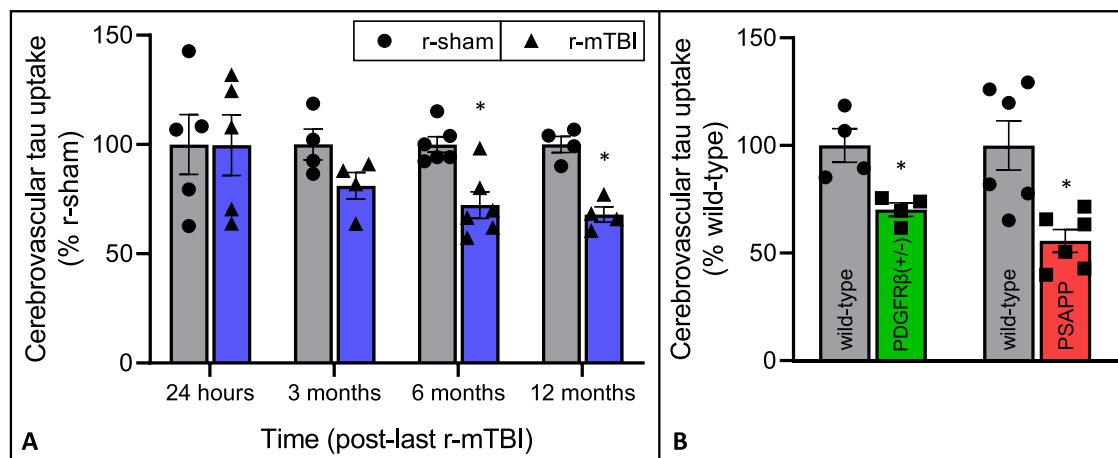 Cerebrovascular tau uptake
(% r-sham)
150
100
50
0
r-sham
r-mTBI
*
*
24 hours
3 months
6 months
12 months
Time (post-last r-mTBI)
A
Cerebrovascular tau uptake
(% wild-type)
150
100
50
0
*
*
wild-type
PDGFRβ(+/-)
wild-type
PSAPP
B